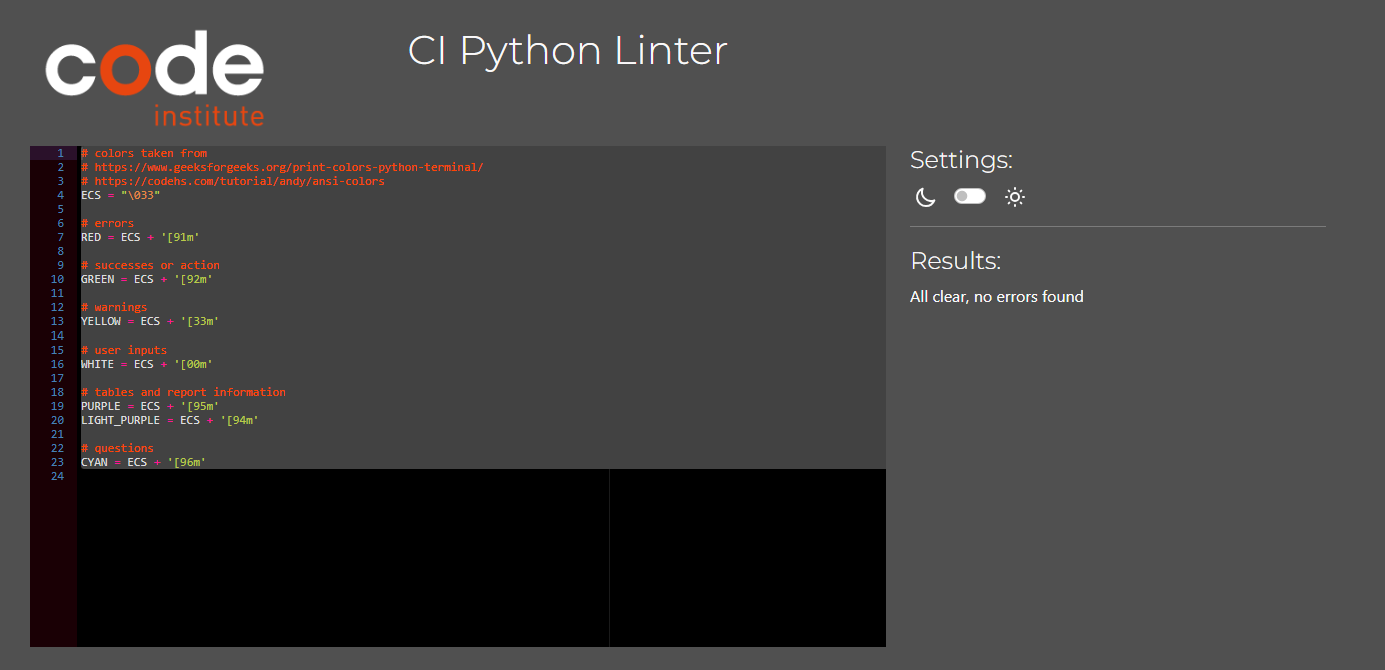 code
institute
CI Python Linter
1 # colors taken from
2 # https://www.geeksforgeeks.org/print-colors-python-terminal/
3 # https://codehs.com/tutorial/andy/ansi-colors
4 ECS = "\033"
5
6 # errors
7 RED = ECS + '[91m'
8
9 # successes or action
10 GREEN = ECS + '[92m'
11
12 # warnings
13 YELLOW = ECS + '[33m'
14
15 # user inputs
16 WHITE = ECS + '[00m'
17
18 # tables and report information
19 PURPLE = ECS + '[95m'
20 LIGHT_PURPLE = ECS + '[94m'
21
22 # questions
23 CYAN = ECS + '[96m'
24
Settings:
Results:
All clear, no errors found